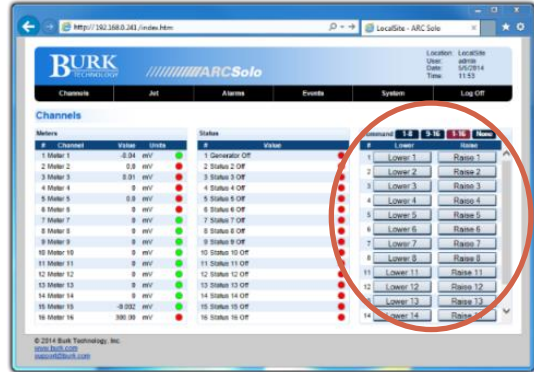 http://192.168.0.241/index.htm
LocalSite - ARC Solo
BURK
TECHNOLOGY
ARCSolo
Location: LocalSite
User: admin
Date: 5/5/2014
Time: 11:53
Channels Jet Alarms Events System Log Off
Channels
Meters
# Channel Value Units
1 Meter 1 -0.04 mV
2 Meter 2 0.0 mV
3 Meter 3 0.01 mV
4 Meter 4 0 mV
5 Meter 5 0.0 mV
6 Meter 6 0 mV
7 Meter 7 0 mV
8 Meter 8 0 mV
9 Meter 9 0 mV
10 Meter 10 0 mV
11 Meter 11 0 mV
12 Meter 12 0 mV
13 Meter 13 0 mV
14 Meter 14 0 mV
15 Meter 15 -0.002 mV
16 Meter 16 300.00 mV
Status
# Value
1 Generator Off
2 Status 2 Off
3 Status 3 Off
4 Status 4 Off
5 Status 5 Off
6 Status 6 Off
7 Status 7 Off
8 Status 8 Off
9 Status 9 Off
10 Status 10 Off
11 Status 11 Off
12 Status 12 Off
13 Status 13 Off
14 Status 14 Off
15 Status 15 Off
16 Status 16 Off
Command 1-8 9-16 1-16 None
# Lower Raise
1 Lower 1 Raise 1
2 Lower 2 Raise 2
3 Lower 3 Raise 3
4 Lower 4 Raise 4
5 Lower 5 Raise 5
6 Lower 6 Raise 6
7 Lower 7 Raise 7
8 Lower 8 Raise 8
11 Lower 11 Raise 11
12 Lower 12 Raise 12
Lower 13 Raise 13
14 Lower 14 Raise
© 2014 Burk Technology, Inc.
www.burk.com
support@burk.com